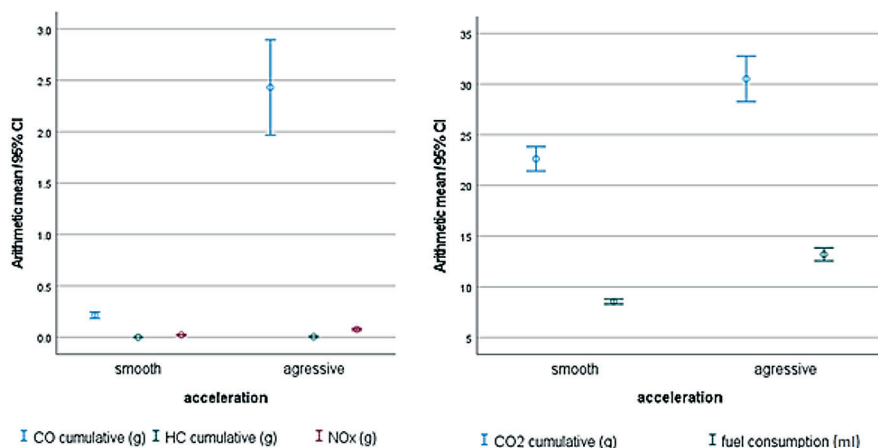 Arithmetic mean / 95% CI
3.0
2.5
2.0
1.5
1.0
0.5
0.0
smooth agressive
acceleration
CO cumulative (g) HC cumulative (g) NOx (g)
Arithmetic mean / 95% CI
35
30
25
20
15
10
5
smooth agressive
acceleration
CO2 cumulative (g) fuel consumption [ml]